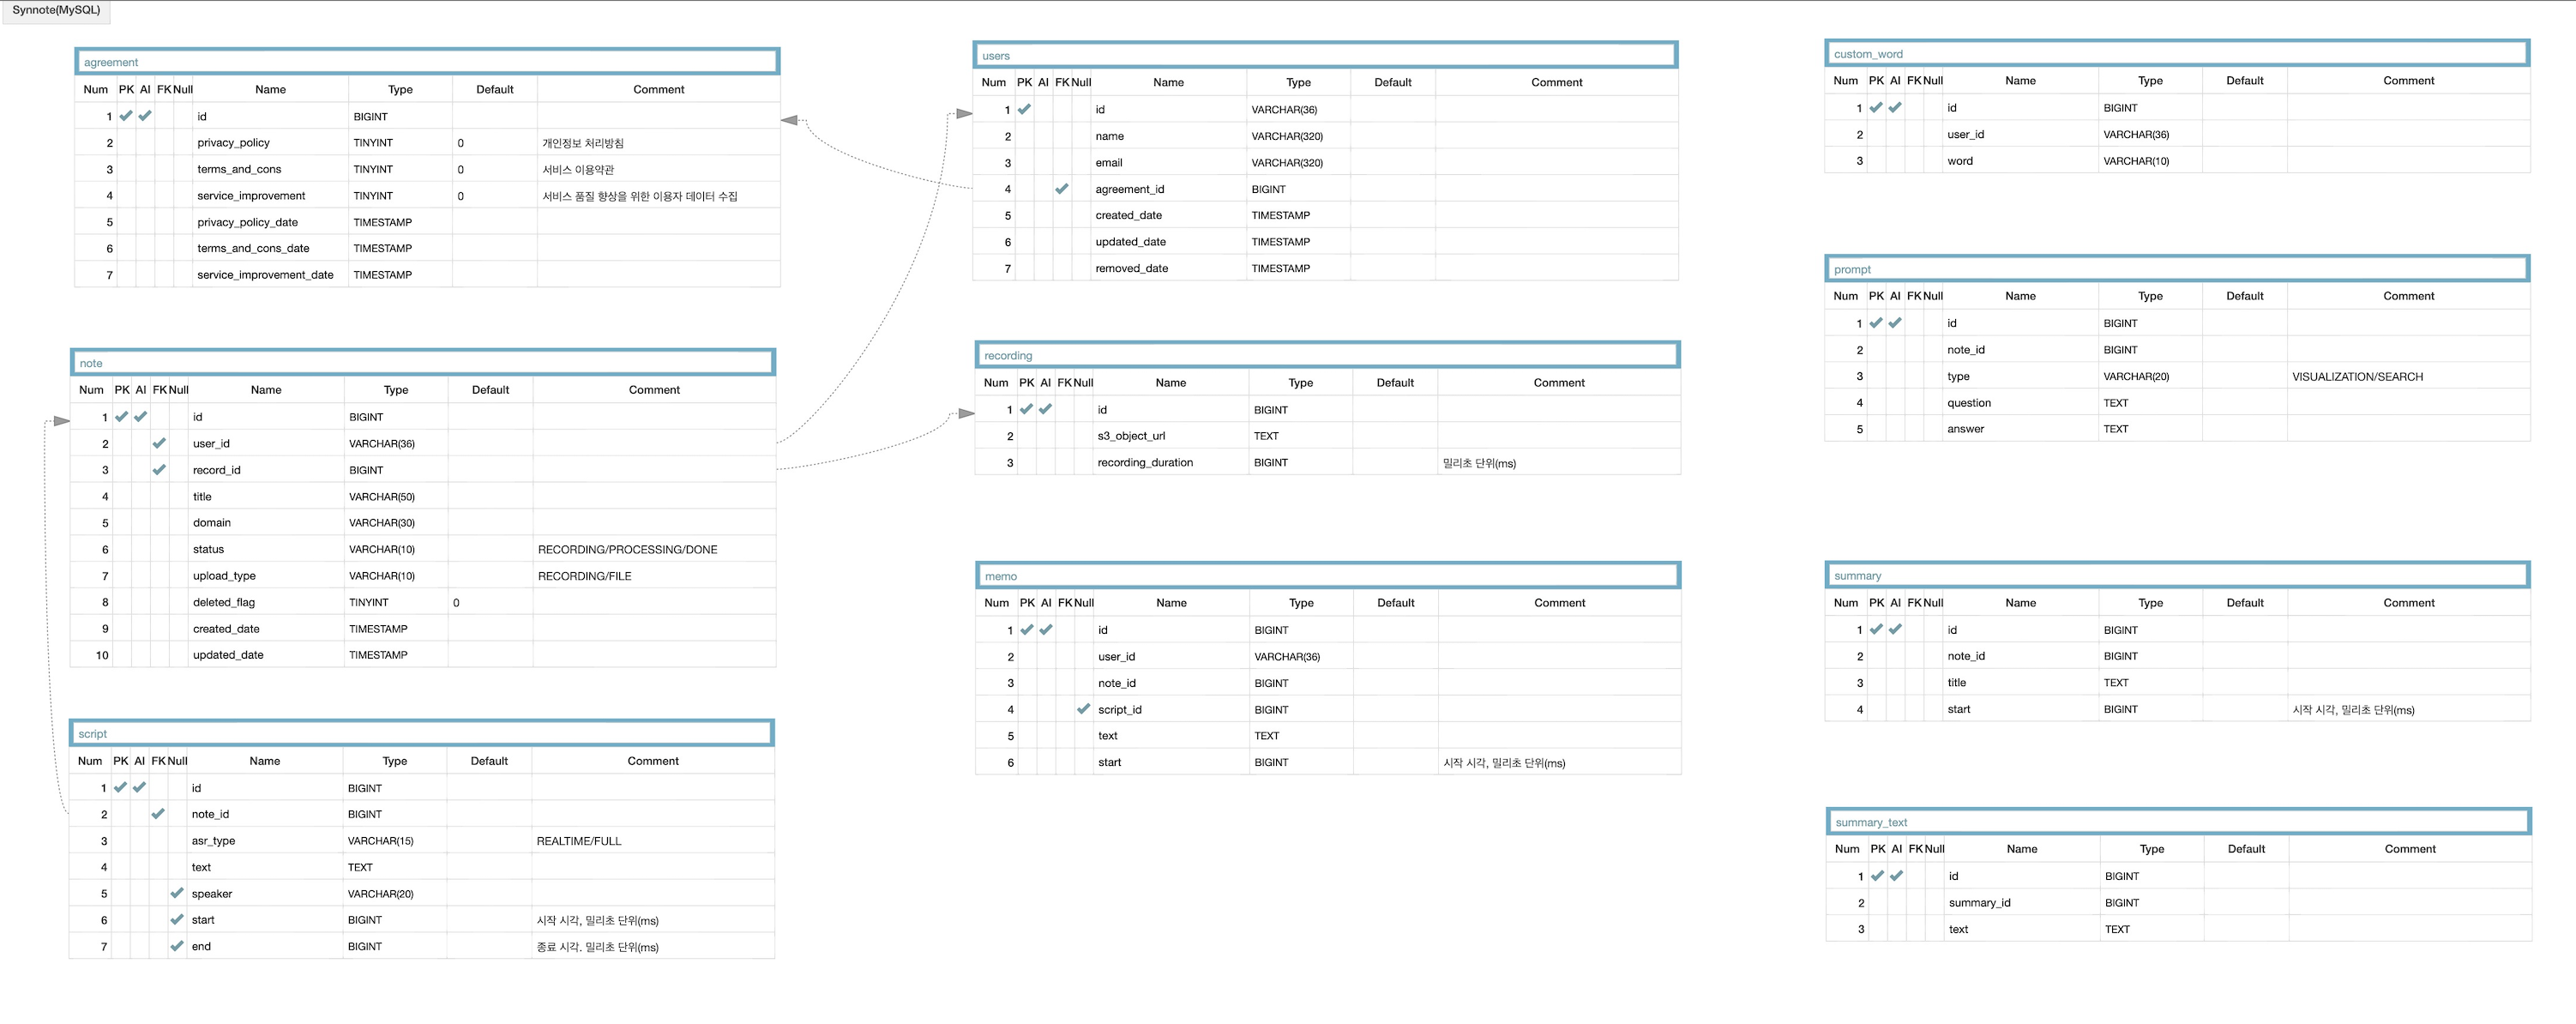 Synnote(MySQL)
agreement
Num PK AI FK Null Name Type Default Comment
1 id BIGINT
2 privacy_policy TINYINT 0 개인정보 처리방침
3 terms_and_cons TINYINT 0 서비스 이용약관
4 service_improvement TINYINT 0 서비스 품질 향상을 위한 이용자 데이터 수집
5 privacy_policy_date TIMESTAMP
6 terms_and_cons_date TIMESTAMP
7 service_improvement_date TIMESTAMP
note
Num PK AI FK Null Name Type Default Comment
1 id BIGINT
2 user_id VARCHAR(36)
3 record_id BIGINT
4 title VARCHAR(50)
5 domain VARCHAR(30)
6 status VARCHAR(10) RECORDING/PROCESSING/DONE
7 upload_type VARCHAR(10) RECORDING/FILE
8 deleted_flag TINYINT 0
9 created_date TIMESTAMP
10 updated_date TIMESTAMP
script
Num PK AI FK Null Name Type Default Comment
1 id BIGINT
2 note_id BIGINT
3 asr_type VARCHAR(15) REALTIME/FULL
4 text TEXT
5 speaker VARCHAR(20)
6 start BIGINT 시작 시각, 밀리초 단위(ms)
7 end BIGINT 종료 시각. 밀리초 단위(ms)
users
Num PK AI FK Null Name Type Default Comment
1 id VARCHAR(36)
2 name VARCHAR(320)
3 email VARCHAR(320)
4 agreement_id BIGINT
5 created_date TIMESTAMP
6 updated_date TIMESTAMP
7 removed_date TIMESTAMP
recording
Num PK AI FK Null Name Type Default Comment
1 id BIGINT
2 s3_object_url TEXT
3 recording_duration BIGINT 밀리초 단위(ms)
memo
Num PK AI FK Null Name Type Default Comment
1 id BIGINT
2 user_id VARCHAR(36)
3 note_id BIGINT
4 script_id BIGINT
5 text TEXT
6 start BIGINT 시작 시각, 밀리초 단위(ms)
custom_word
Num PK AI FK Null Name Type Default Comment
1 id BIGINT
2 user_id VARCHAR(36)
3 word VARCHAR(10)
prompt
Num PK AI FK Null Name Type Default Comment
1 id BIGINT
2 note_id BIGINT
3 type VARCHAR(20) VISUALIZATION/SEARCH
4 question TEXT
5 answer TEXT
summary
Num PK AI FK Null Name Type Default Comment
1 id BIGINT
2 note_id BIGINT
3 title TEXT
4 start BIGINT 시작 시각, 밀리초 단위(ms)
summary_text
Num PK AI FK Null Name Type Default Comment
1 id BIGINT
2 summary_id BIGINT
3 text TEXT